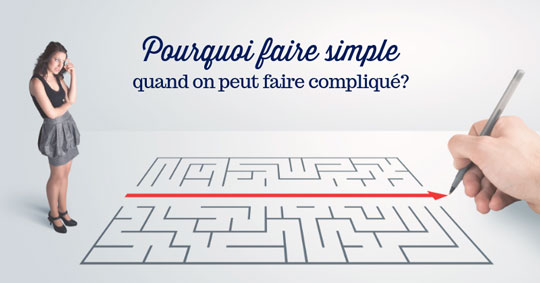 Pourquoi faire simple
quand on peut faire compliqué?